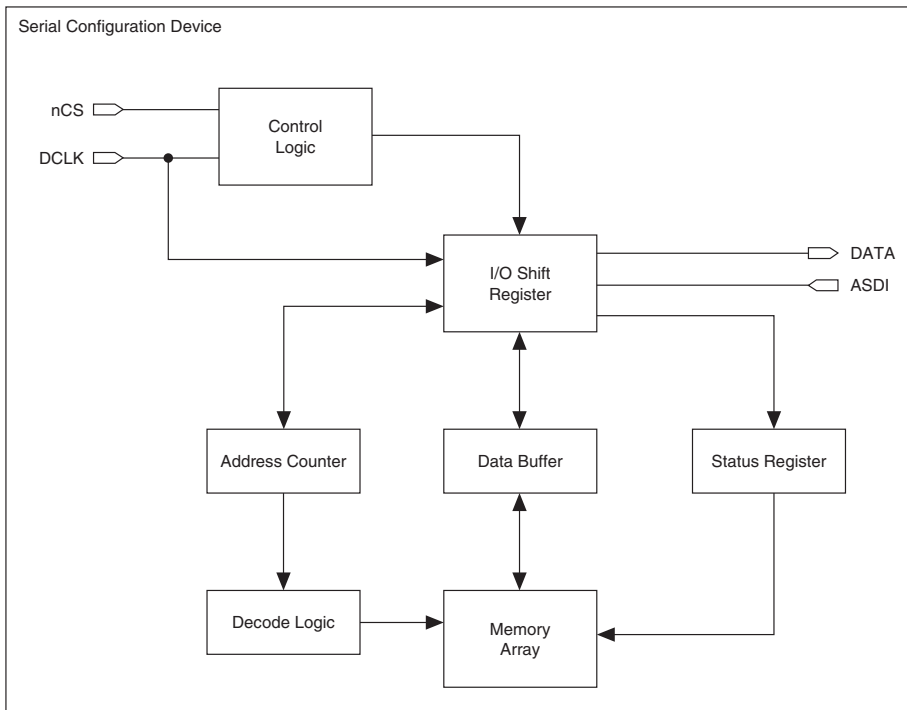 Serial Configuration Device
nCS
DCLK
Control
Logic
I/O Shift
Register
DATA
ASDI
Address Counter
Data Buffer
Status Register
Decode Logic
Memory
Array